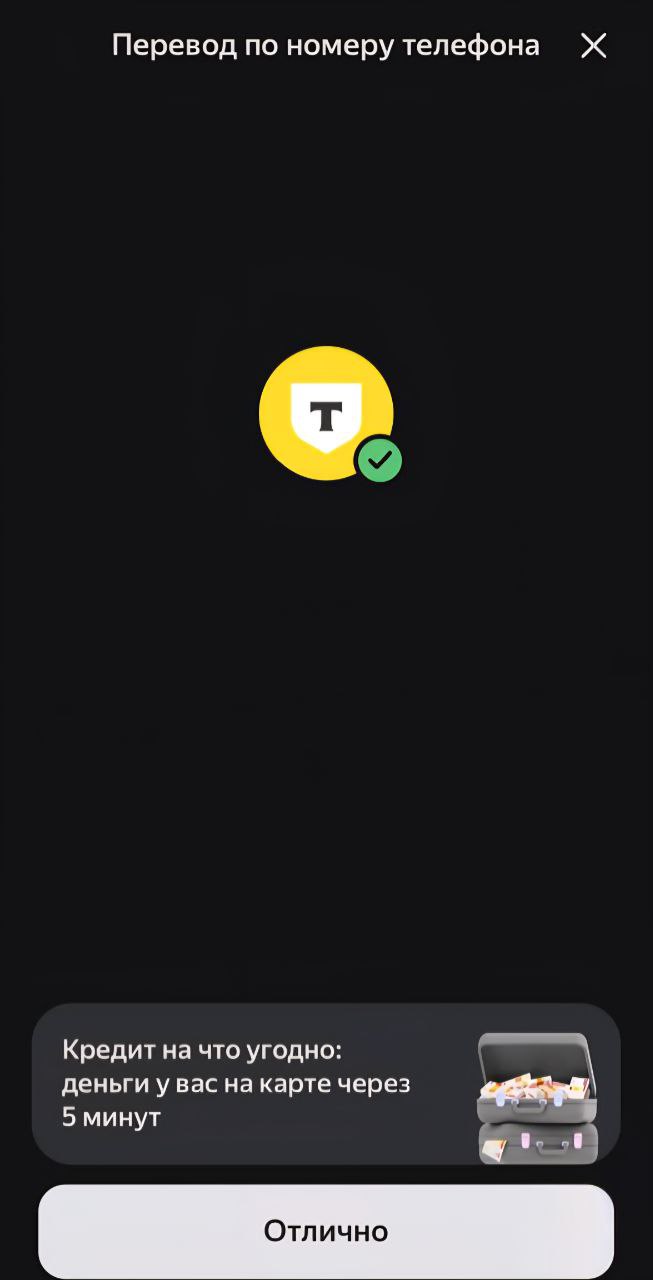 Перевод по номеру телефона
Т
Кредит на что угодно:
деньги у вас на карте через
5 минут
Отлично